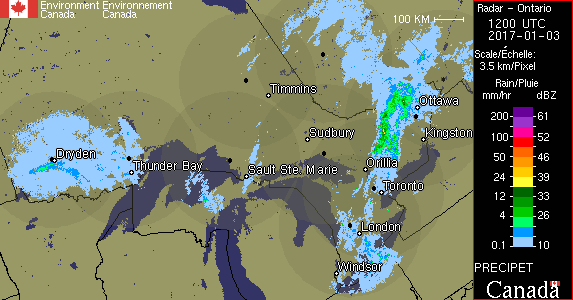 Environment Environnement
Canada Canada
100 KM
Timmins
Ottawa
Sudbury
Kingston
Dryden
Thunder Bay
Sault Ste. Marie
Orillia
Toronto
London
Windsor
Radar - Ontario
1200 UTC
2017-01-03
Scale/Échelle:
3.5 km/Pixel
Rain/Pluie
mm/hr dBZ
200 61
100 52
50 46
24 39
12 33
4 26
0.1 10
PRECIPET
Canada